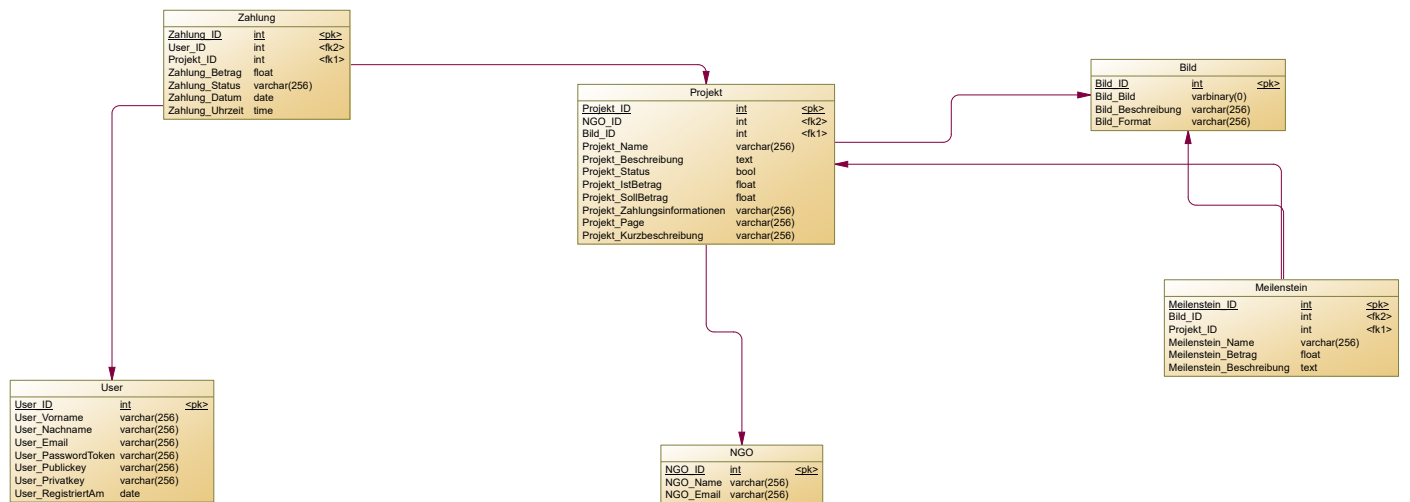 Zahlung
Zahlung_ID int <pk>
User_ID int <fk2>
Projekt_ID int <fk1>
Zahlung_Betrag float
Zahlung_Status varchar(256)
Zahlung_Datum date
Zahlung_Uhrzeit time
Projekt
Projekt_ID int <pk>
NGO_ID int <fk2>
Bild_ID int <fk1>
Projekt_Name varchar(256)
Projekt_Beschreibung text
Projekt_Status bool
Projekt_IstBetrag float
Projekt_SollBetrag float
Projekt_Zahlungsinformationen varchar(256)
Projekt_Page varchar(256)
Projekt_Kurzbeschreibung varchar(256)
Bild
Bild_ID int <pk>
Bild_Bild varbinary(0)
Bild_Beschreibung varchar(256)
Bild_Format varchar(256)
Meilenstein
Meilenstein_ID int <pk>
Bild_ID int <fk2>
Projekt_ID int <fk1>
Meilenstein_Name varchar(256)
Meilenstein_Betrag float
Meilenstein_Beschreibung text
User
User_ID int <pk>
User_Vorname varchar(256)
User_Nachname varchar(256)
User_Email varchar(256)
User_PasswordToken varchar(256)
User_Publickey varchar(256)
User_Privatkey varchar(256)
User_RegistriertAm date
NGO
NGO_ID int <pk>
NGO_Name varchar(256)
NGO_Email varchar(256)